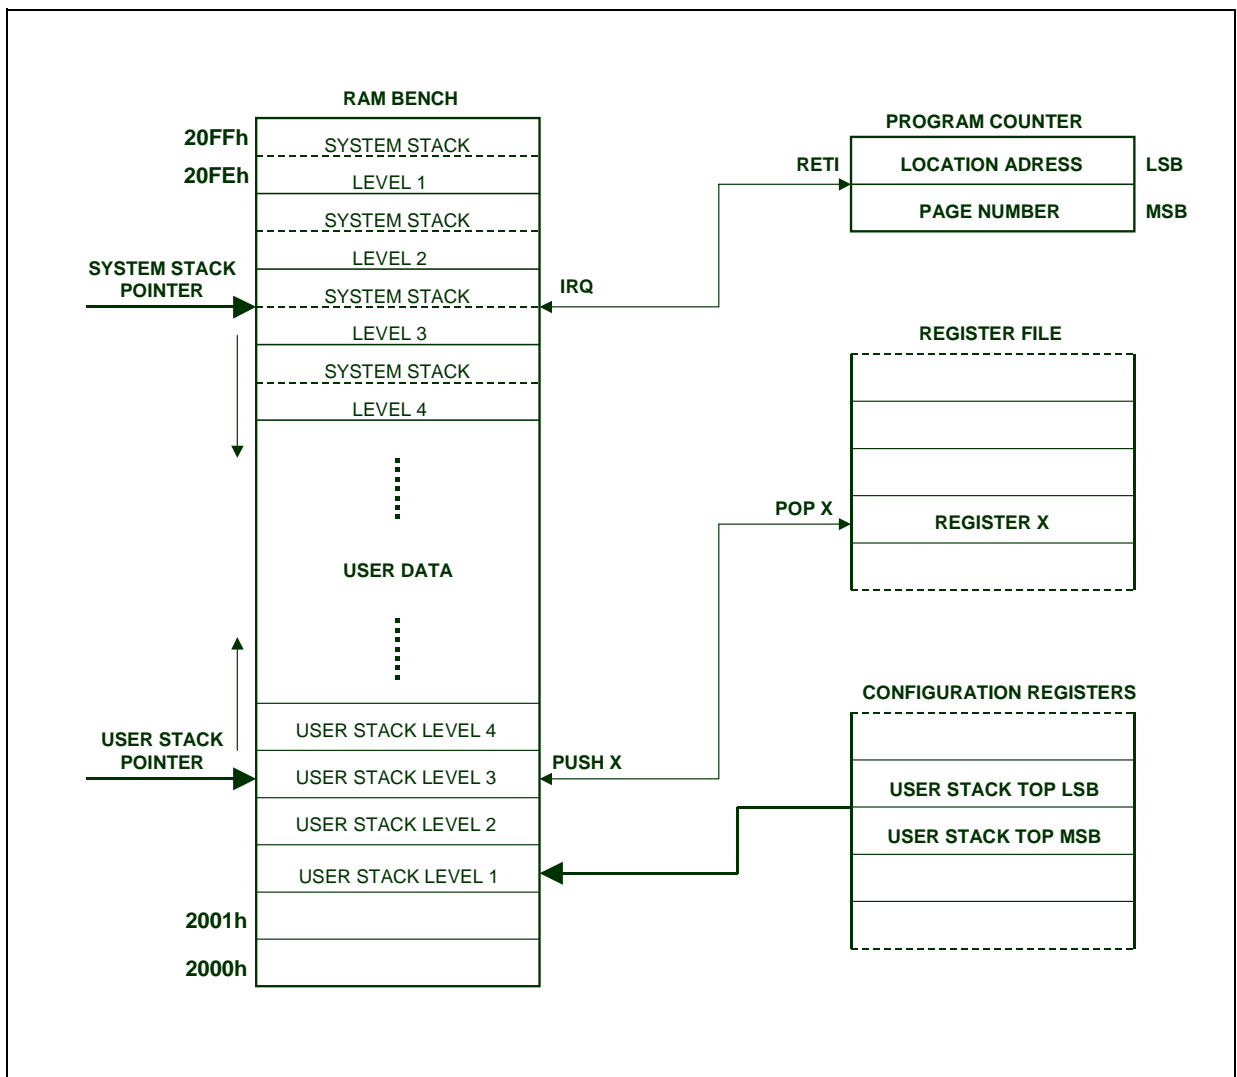 RAM BENCH
20FFh
SYSTEM STACK
20FEh
LEVEL 1
SYSTEM STACK
LEVEL 2
SYSTEM STACK
POINTER
SYSTEM STACK
LEVEL 3
SYSTEM STACK
LEVEL 4
USER DATA
USER STACK LEVEL 4
USER STACK
POINTER
USER STACK LEVEL 3
USER STACK LEVEL 2
USER STACK LEVEL 1
2001h
2000h
IRQ
RETI
PROGRAM COUNTER
LOCATION ADRESS
LSB
PAGE NUMBER
MSB
REGISTER FILE
POP X
REGISTER X
PUSH X
CONFIGURATION REGISTERS
USER STACK TOP LSB
USER STACK TOP MSB